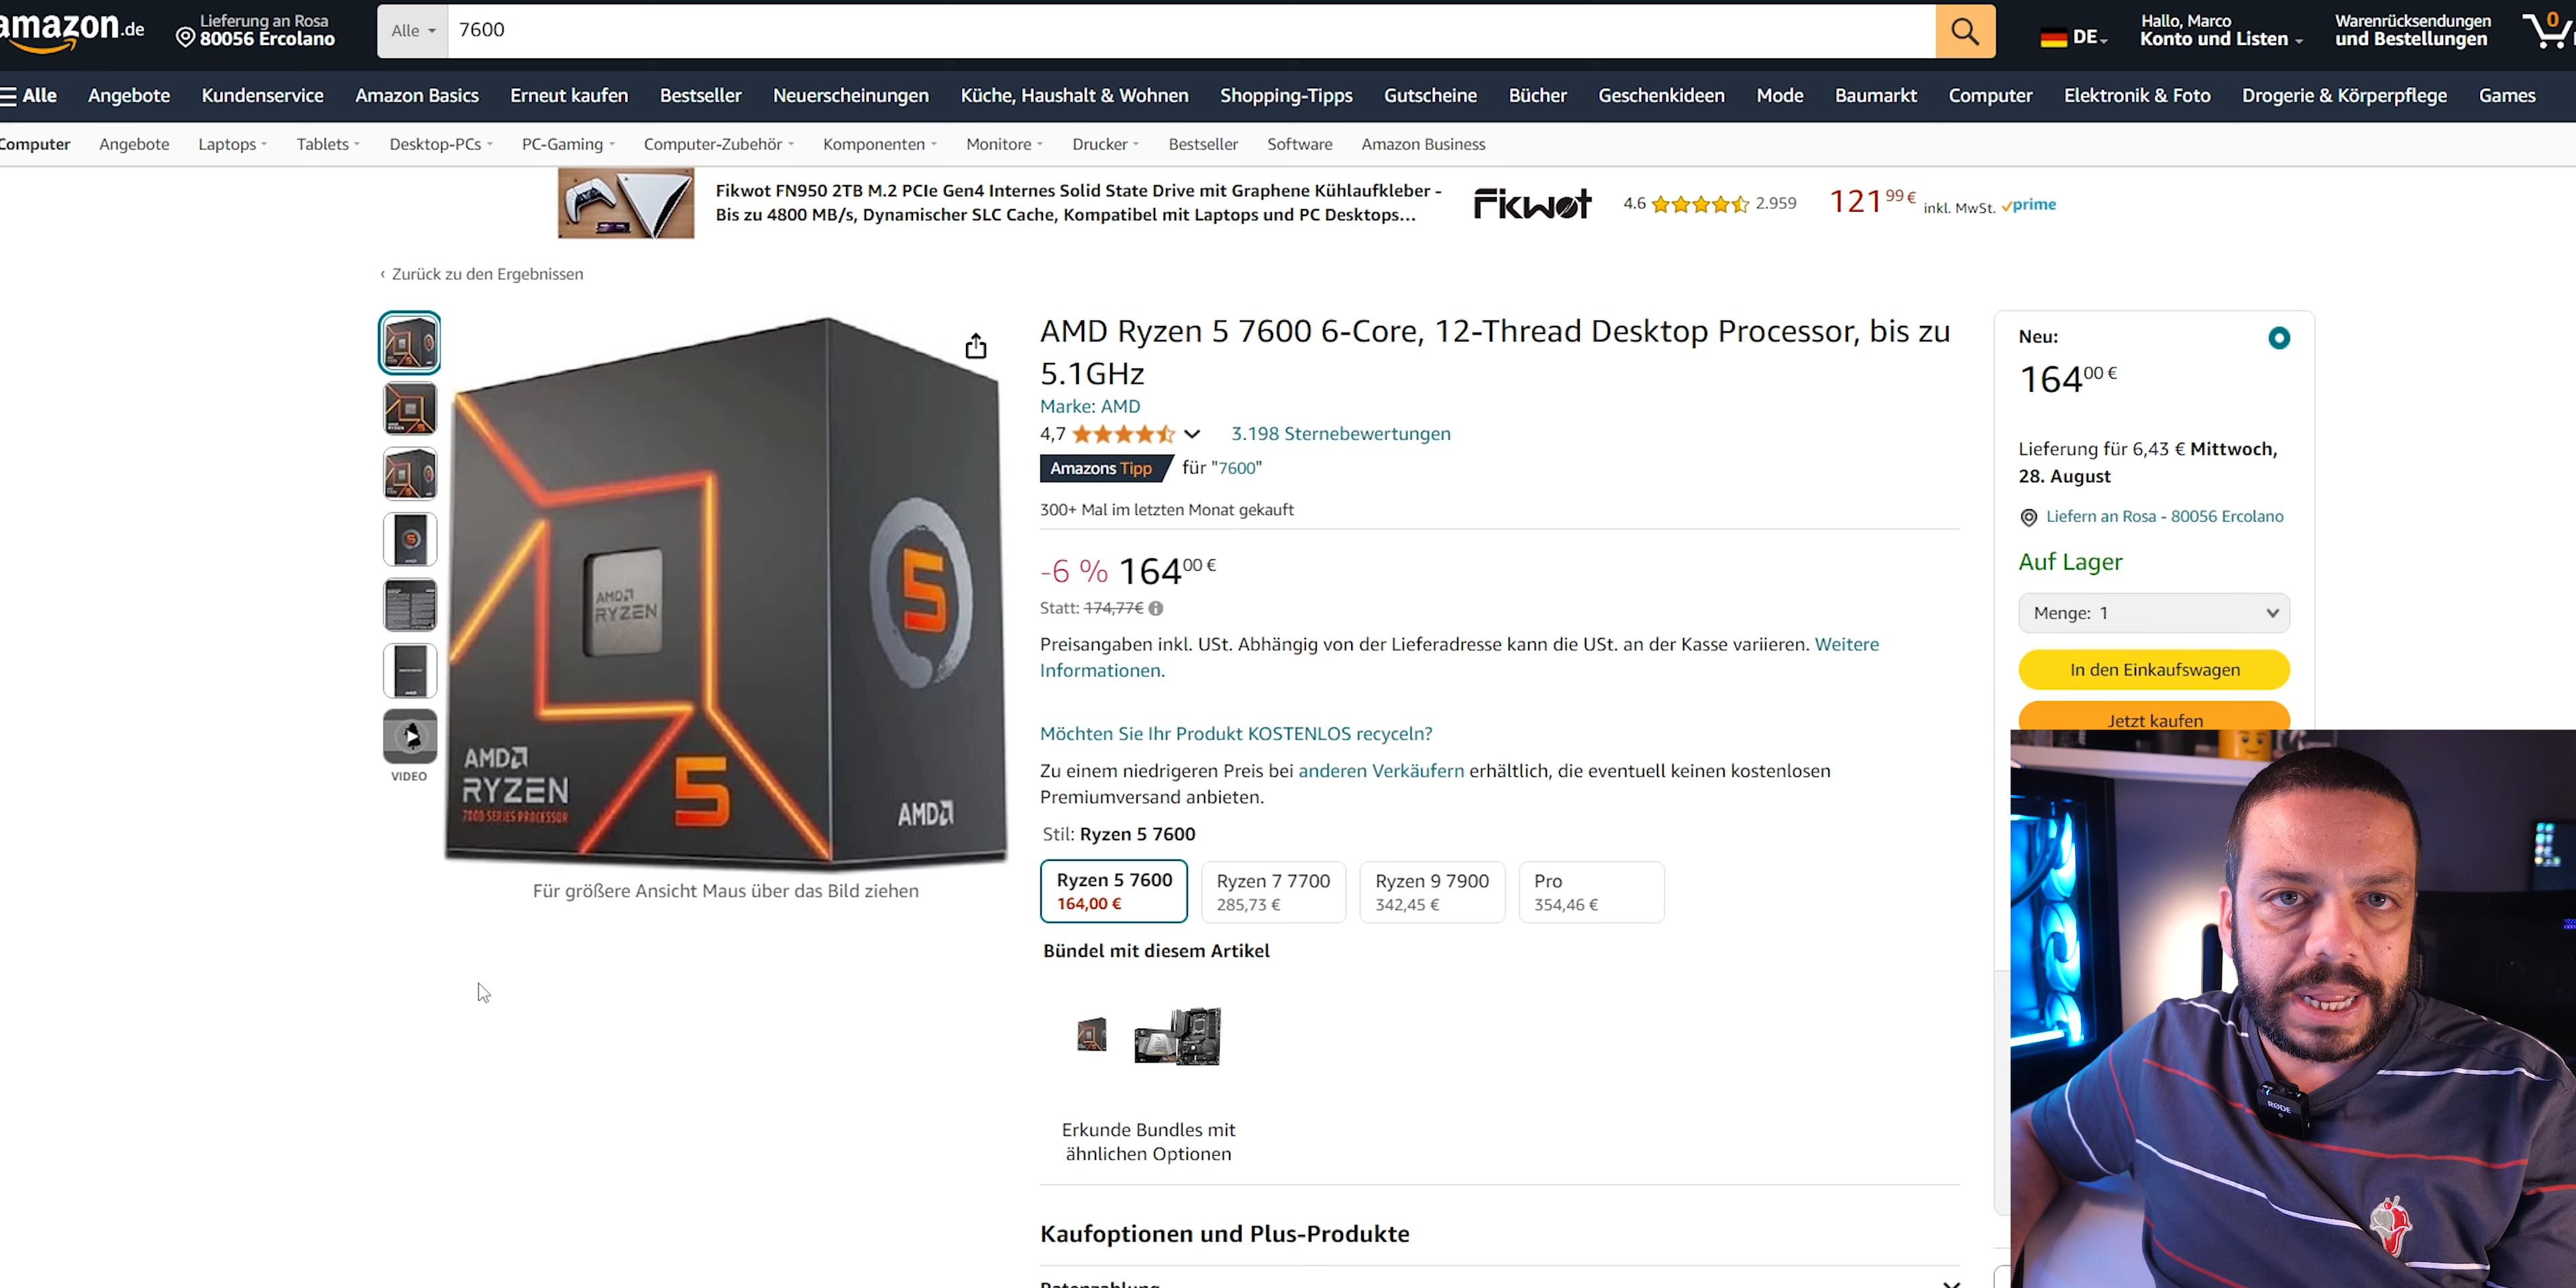 amazon.de
Lieferung an Rosa
80056 Ercolano
Alle
7600
DE
Hallo, Marco
Konto und Listen
Warenrücksendungen
und Bestellungen
0
Alle Angebote Kundenservice Amazon Basics Erneut kaufen Bestseller Neuerscheinungen Küche, Haushalt & Wohnen Shopping-Tipps Gutscheine Bücher Geschenkideen Mode Baumarkt Computer Elektronik & Foto Drogerie & Körperpflege Games
Computer Angebote Laptops Tablets Desktop-PCs PC-Gaming Computer-Zubehör Komponenten Monitore Drucker Bestseller Software Amazon Business
Fikwot FN950 2TB M.2 PCIe Gen4 Internes Solid State Drive mit Graphene Kühlaufkleber -
Bis zu 4800 MB/s, Dynamischer SLC Cache, Kompatibel mit Laptops und PC Desktops...
Fikwot
4.6 2.959
121 99 € inkl. MwSt. prime
‹ Zurück zu den Ergebnissen
AMD
RYZEN
5
AMD
RYZEN
7000 SERIES PROCESSOR
5
AMD
VIDEO
Für größere Ansicht Maus über das Bild ziehen
AMD Ryzen 5 7600 6-Core, 12-Thread Desktop Processor, bis zu
5.1GHz
Marke: AMD
4,7 3.198 Sternebewertungen
Amazons Tipp für "7600"
300+ Mal im letzten Monat gekauft
-6 % 164 00 €
Statt: 174,77€
Preisangaben inkl. USt. Abhängig von der Lieferadresse kann die USt. an der Kasse variieren. Weitere
Informationen.
Möchten Sie Ihr Produkt KOSTENLOS recyceln?
Zu einem niedrigeren Preis bei anderen Verkäufern erhältlich, die eventuell keinen kostenlosen
Premiumversand anbieten.
Stil: Ryzen 5 7600
Ryzen 5 7600
164,00 €
Ryzen 7 7700
285,73 €
Ryzen 9 7900
342,45 €
Pro
354,46 €
Bündel mit diesem Artikel
Erkunde Bundles mit
ähnlichen Optionen
Kaufoptionen und Plus-Produkte
Ratenzahlung
Neu:
164 00 €
Lieferung für 6,43 € Mittwoch,
28. August
Liefern an Rosa - 80056 Ercolano
Auf Lager
Menge: 1
In den Einkaufswagen
Jetzt kaufen
RØDE